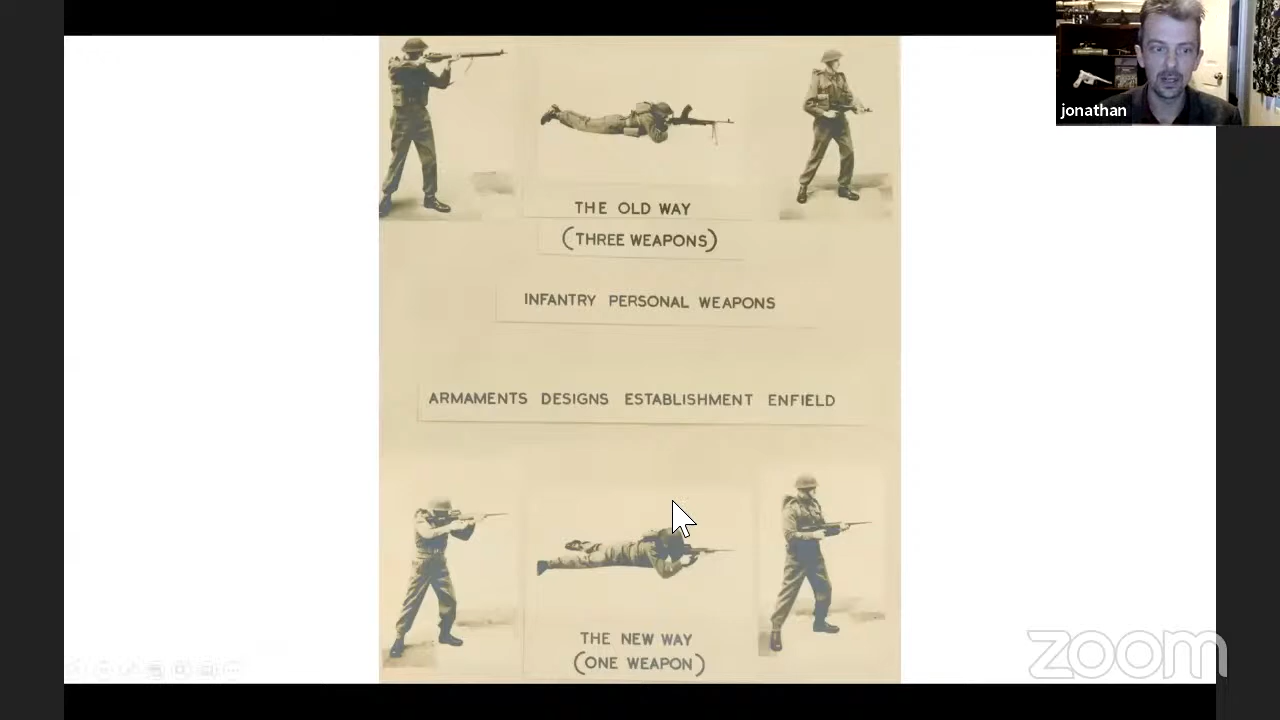 jonathan
THE OLD WAY
(THREE WEAPONS)
INFANTRY PERSONAL WEAPONS
ARMAMENTS DESIGNS ESTABLISHMENT ENFIELD
THE NEW WAY
(ONE WEAPON)
zoom